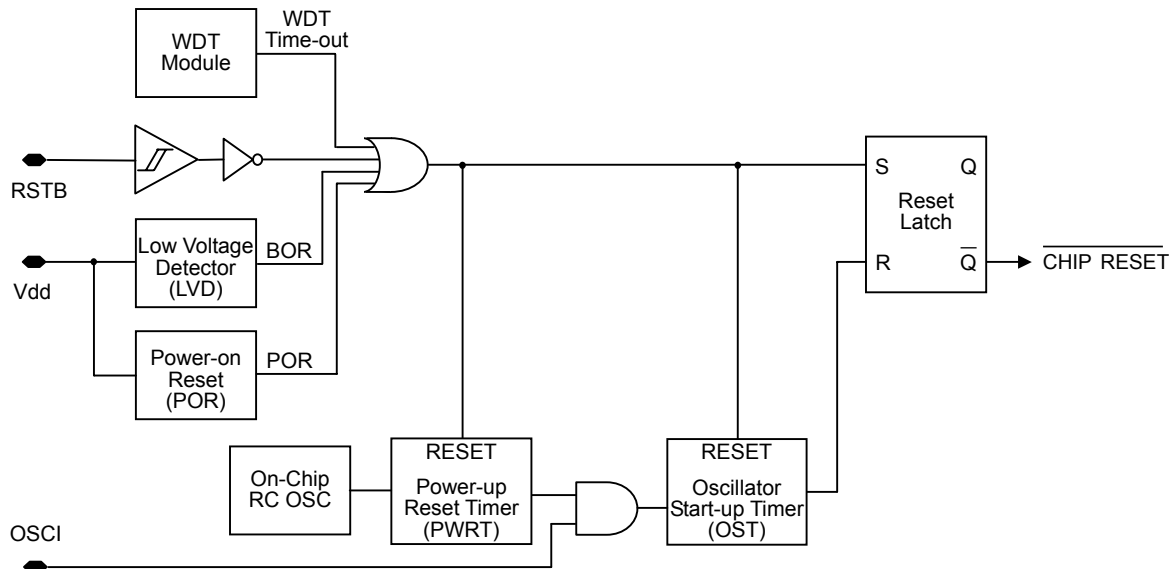 WDT
Module
WDT
Time-out
RSTB
Low Voltage
Detector
(LVD)
BOR
Vdd
Power-on
Reset
(POR)
POR
S
Q
Reset
Latch
R
Q
CHIP RESET
On-Chip
RC OSC
RESET
Power-up
Reset Timer
(PWRT)
RESET
Oscillator
Start-up Timer
(OST)
OSCI